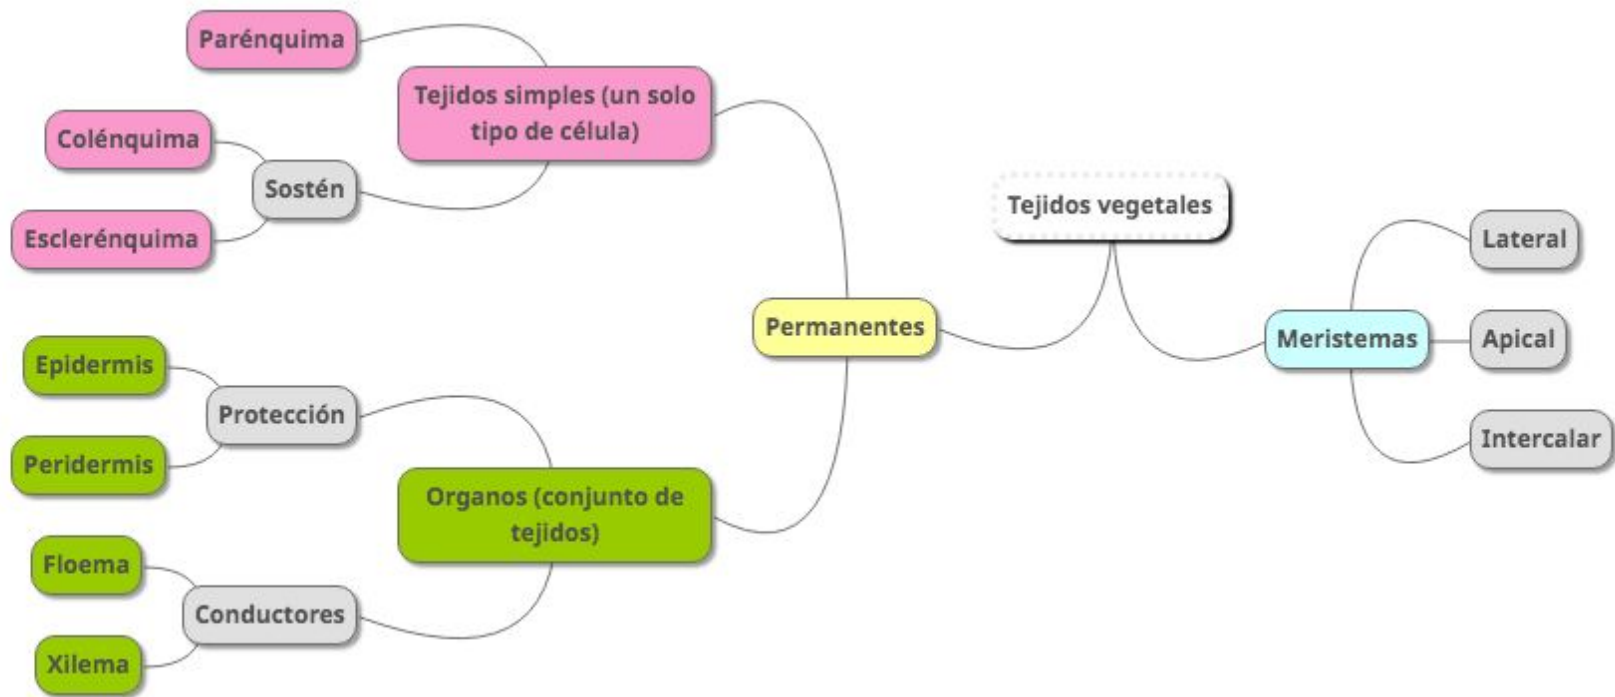 Tejidos vegetales
Permanentes
Tejidos simples (un solo
tipo de célula)
Parénquima
Sostén
Colénquima
Esclerénquima
Organos (conjunto de
tejidos)
Protección
Epidermis
Peridermis
Conductores
Floema
Xilema
Meristemas
Lateral
Apical
Intercalar